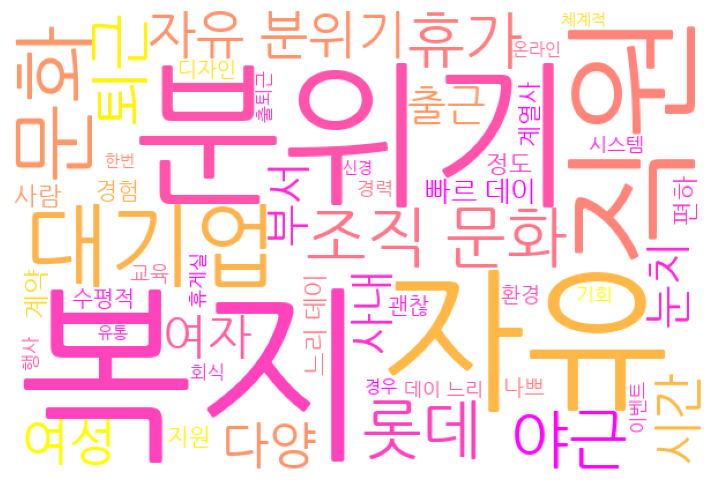 체계적
자유 분위기
휴가
온라인
문화
퇴근
디자인
출퇴근
분위기
출근
계열사
직원
시스템
한번
신경
정도
사람
경험
부서
경력
빠르 데이
편하
대기업
조직 문화
눈치
교육
휴게실
계약
수평적
사내
괜찮
환경
기회
복지
자유
유통
여자
느리 데이
행사
회식
경우
데이 느리
나쁘
이벤트
여성
지원
다양
롯데
야근
시간